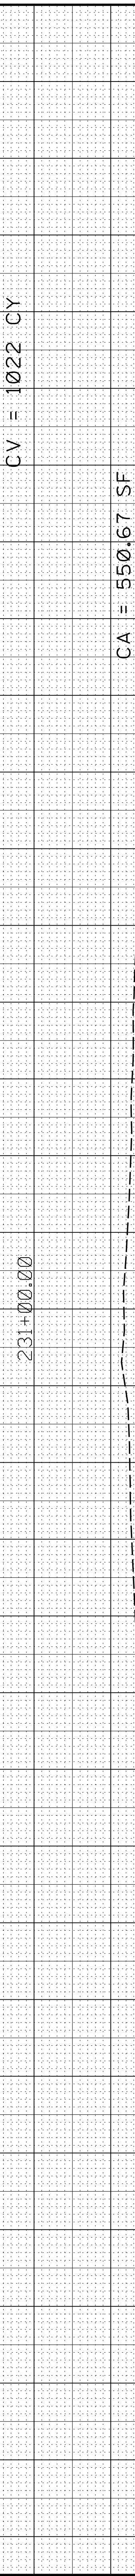 CV = 1022 CY
231+00.00
CA = 550.67 SF